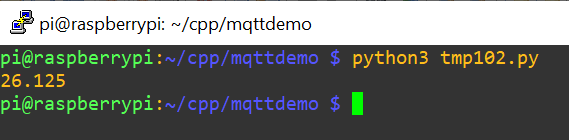 pi@raspberrypi: ~/cpp/mqttdemo
pi@raspberrypi:~/cpp/mqttdemo $ python3 tmp102.py
26.125
pi@raspberrypi:~/cpp/mqttdemo $